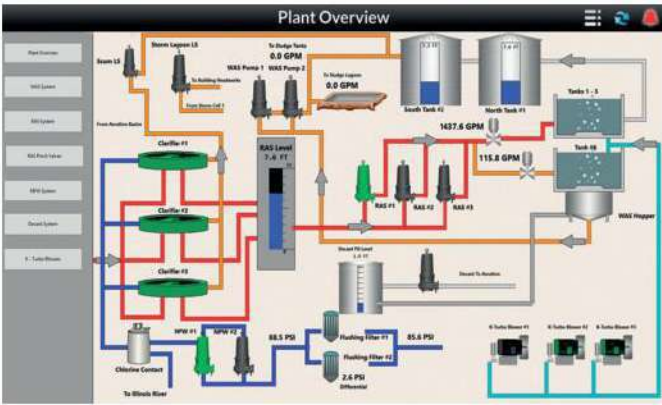 Plant Overview
Plant Overview
WAS System
RAS System
RAS Pinch Valves
NPW System
Decant System
K - Turbo Blowers
Scum LS
Storm Lagoon LS
To Building Headworks
From Storm Cell 1
From Aeration Basins
WAS Pump 1
WAS Pump 2
To Sludge Tanks
0.0 GPM
To Sludge Lagoon
0.0 GPM
South Tank #2
North Tank #1
Tanks 1 - 5
1437.6 GPM
115.8 GPM
Tank #6
WAS Hopper
RAS Level
7.6 FT
RAS #1
RAS #2
RAS #3
Clarifier #1
Clarifier #2
Clarifier #3
Decant Pit Level
Decant To Aeration
NPW #1
NPW #2
Chlorine Contact
To Illinois River
88.5 PSI
Flushing Filter #1
85.6 PSI
Flushing Filter #2
2.6 PSI
Differential
K-Turbo Blower #1
K-Turbo Blower #2
K-Turbo Blower #3